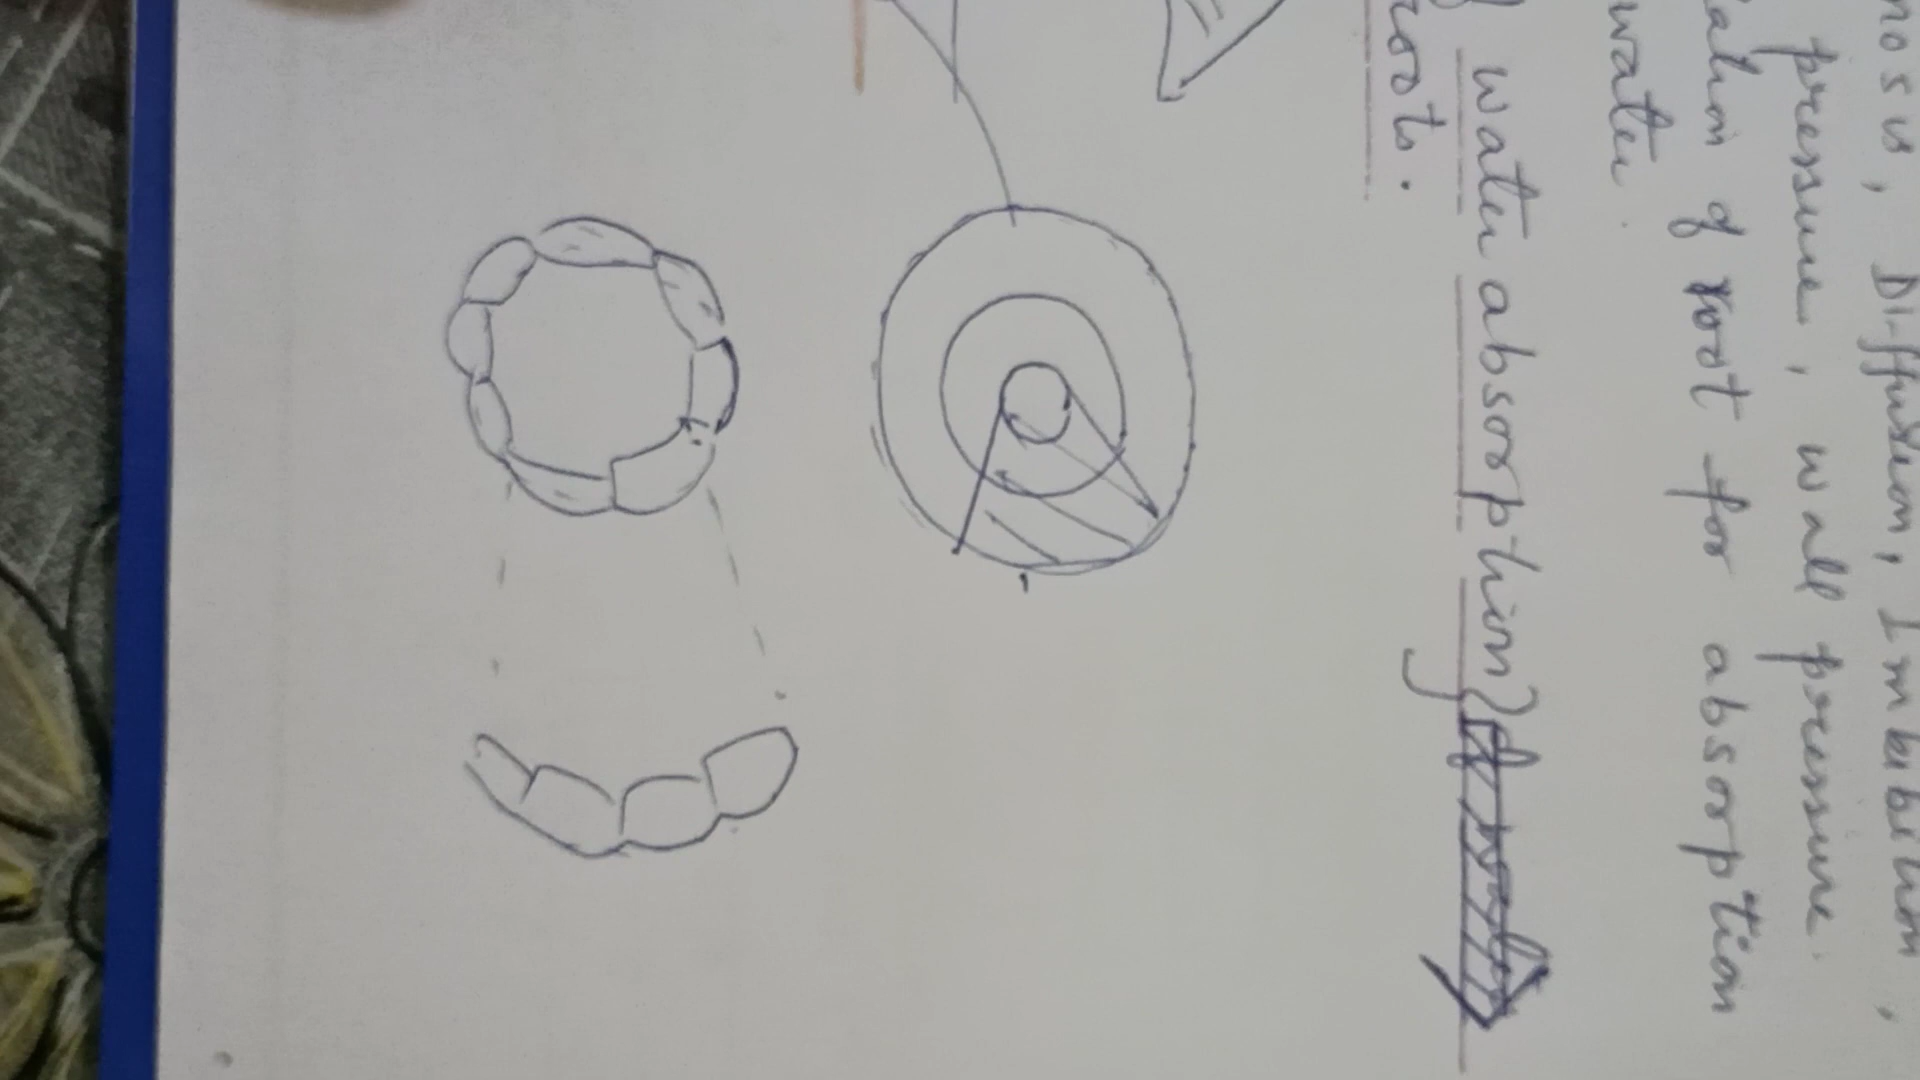 Diffusion, Imbibition,
pressure, wall pressure.
of root for absorption
water.
water absorption
roots.